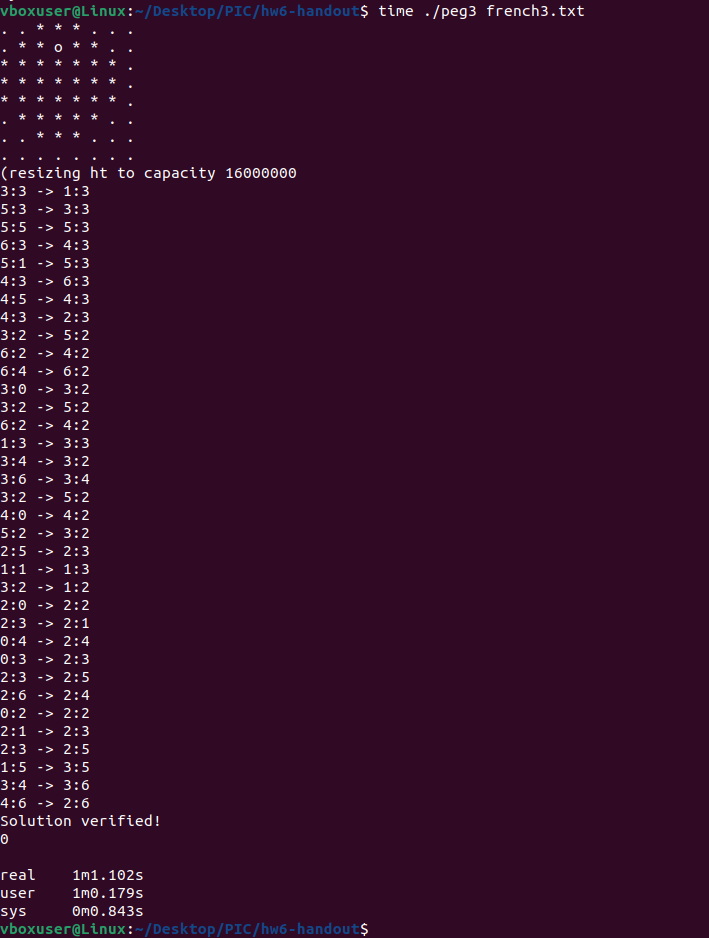 vboxuser@Linux:~/Desktop/PIC/hw6-handout$ time ./peg3 french3.txt
. . * * * . . .
. * * o * * . .
* * * * * * * .
* * * * * * * .
* * * * * * * .
. * * * * * . .
. . * * * . . .
. . . . . . . .
(resizing ht to capacity 16000000
3:3 -> 1:3
5:3 -> 3:3
5:5 -> 5:3
6:3 -> 4:3
5:1 -> 5:3
4:3 -> 6:3
4:5 -> 4:3
4:3 -> 2:3
3:2 -> 5:2
6:2 -> 4:2
6:4 -> 6:2
3:0 -> 3:2
3:2 -> 5:2
6:2 -> 4:2
1:3 -> 3:3
3:4 -> 3:2
3:6 -> 3:4
3:2 -> 5:2
4:0 -> 4:2
5:2 -> 3:2
2:5 -> 2:3
1:1 -> 1:3
3:2 -> 1:2
2:0 -> 2:2
2:3 -> 2:1
0:4 -> 2:4
0:3 -> 2:3
2:3 -> 2:5
2:6 -> 2:4
0:2 -> 2:2
2:1 -> 2:3
2:3 -> 2:5
1:5 -> 3:5
3:4 -> 3:6
4:6 -> 2:6
Solution verified!
0
real    1m1.102s
user    1m0.179s
sys     0m0.843s
vboxuser@Linux:~/Desktop/PIC/hw6-handout$